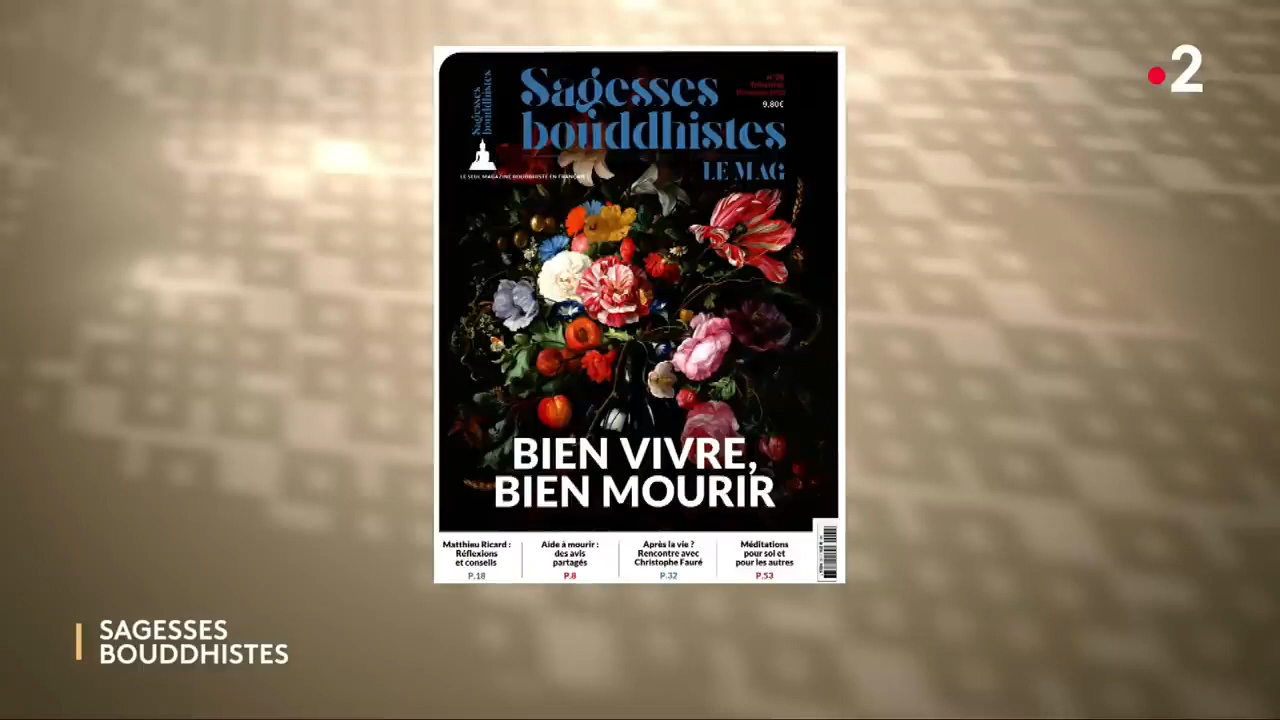 2
Sagesses
bouddhistes
Sagesses
bouddhistes
9,80€
LE MAG
LE SEUL MAGAZINE BOUDDHISTE EN FRANÇAIS
BIEN VIVRE,
BIEN MOURIR
Matthieu Ricard :
Réflexions
et conseils
P.18
Aide à mourir :
des avis
partagés
P.8
Après la vie ?
Rencontre avec
Christophe Fauré
P.32
Méditations
pour soi et
pour les autres
P.53
SAGESSES
BOUDDHISTES